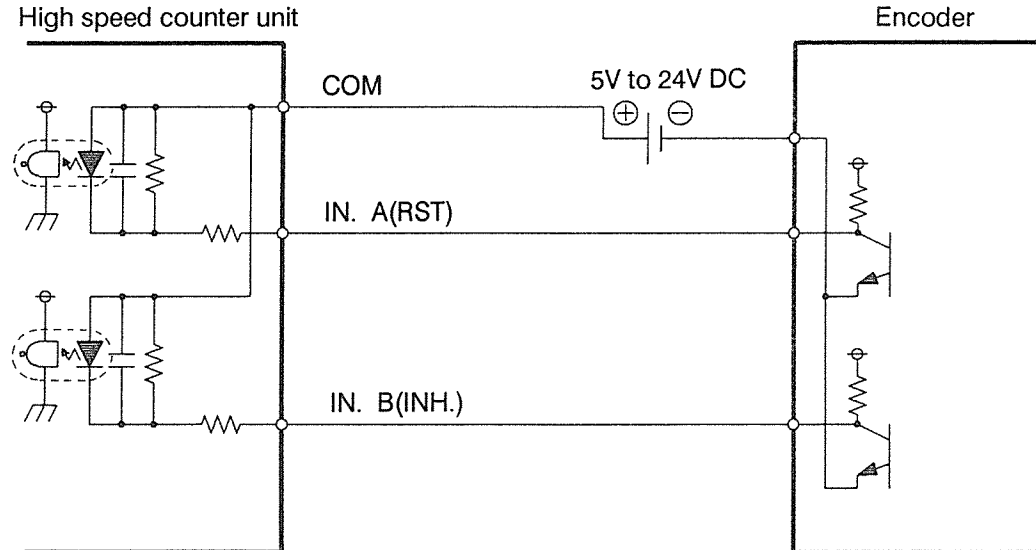 High speed counter unit
Encoder
COM
5V to 24V DC
IN. A(RST)
IN. B(INH.)